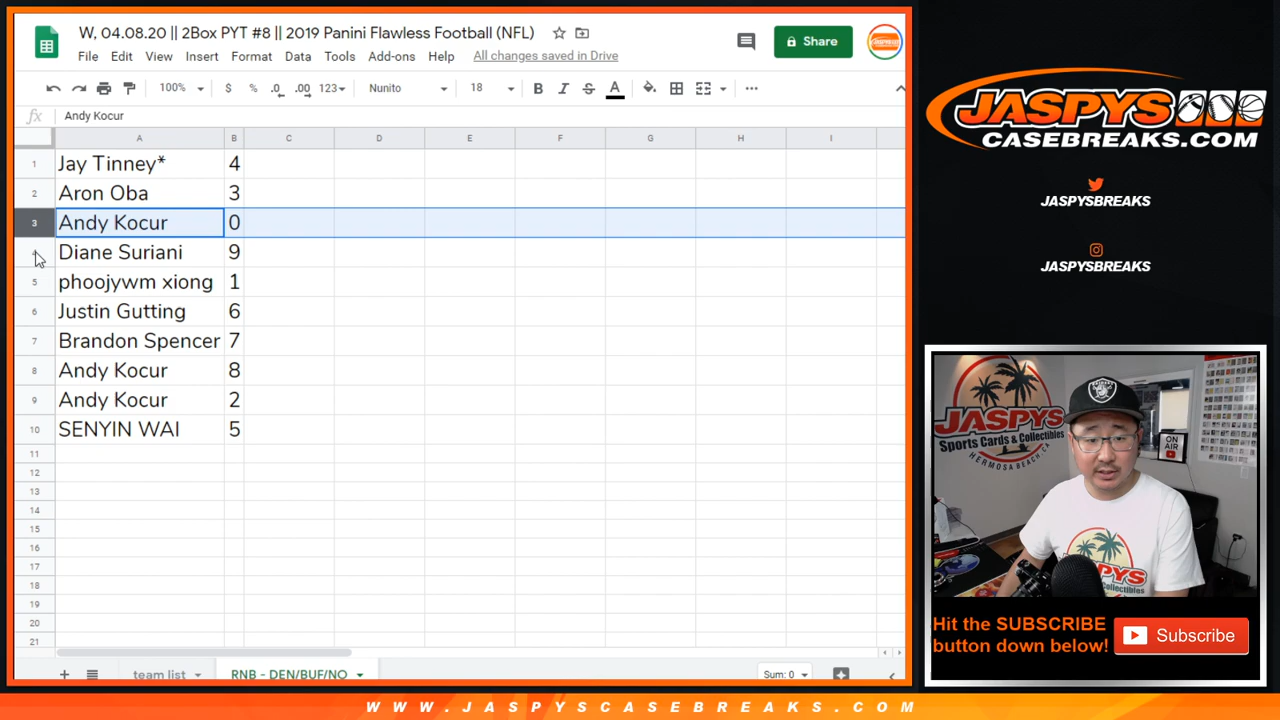 W, 04.08.20 || 2Box PYT #8 || 2019 Panini Flawless Football (NFL)
File Edit View Insert Format Data Tools Add-ons Help All changes saved in Drive
Share
100% $ % .0 .00 123 Nunito 18 B I S A
fx Andy Kocur
A B C D E F G H I
1 Jay Tinney* 4
2 Aron Oba 3
3 Andy Kocur 0
Diane Suriani 9
5 phoojywm xiong 1
6 Justin Gutting 6
7 Brandon Spencer 7
8 Andy Kocur 8
9 Andy Kocur 2
10 SENYIN WAI 5
11
12
13
14
15
16
17
18
19
20
21
team list RNB - DEN/BUF/NO Sum: 0
JASPYS
CASEBREAKS.COM
JASPYSBREAKS
JASPYSBREAKS
JASPYS
Sports Cards & Collectibles
HERMOSA BEACH, CA
RAIDERS
ON
AIR
JASPYS
Hit the SUBSCRIBE
button down below!
Subscribe
WWW.JASPYSCASEBREAKS.COM